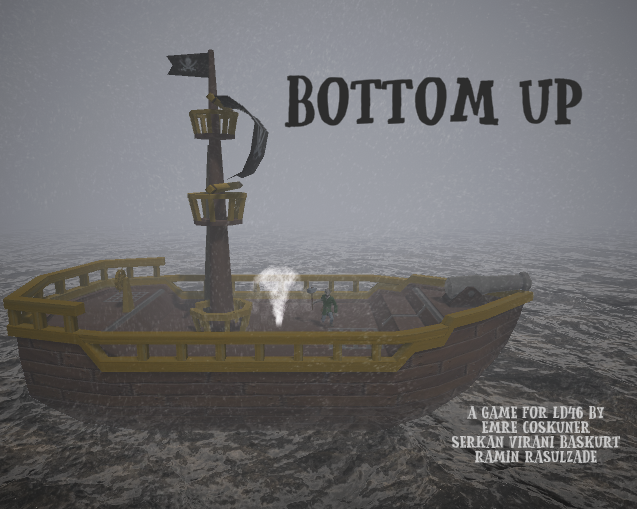 BOTTOM UP
A GAME FOR LD46 BY
EMRE COSKUNER
SERKAN VIRANI BASKURT
RAMIN RASULZADE